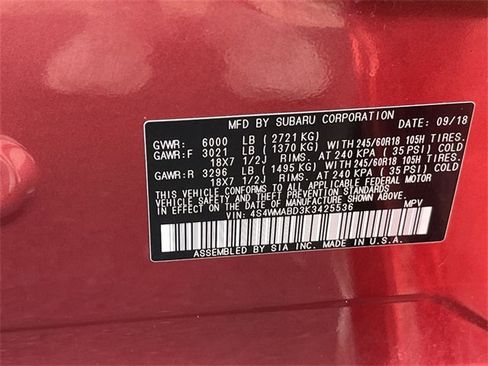 MFD BY SUBARU CORPORATION DATE: 09/18
GVWR: 6000 LB ( 2721 KG)
GAWR:F 3021 LB ( 1370 KG) WITH 245/60R18 105H TIRES.
18X7 1/2J RIMS. AT 240 KPA ( 35 PSI) COLD.
GAWR:R 3296 LB ( 1495 KG) WITH 245/60R18 105H TIRES.
18X7 1/2J RIMS. AT 240 KPA ( 35 PSI) COLD.
THIS VEHICLE CONFORMS TO ALL APPLICABLE FEDERAL MOTOR
VEHICLE SAFETY AND THEFT PREVENTION STANDARDS
IN EFFECT ON THE DATE OF MANUFACTURE SHOWN ABOVE.
VIN: 4S4WMABD3K3425536 MPV
ASSEMBLED BY SIA INC. MADE IN U.S.A.